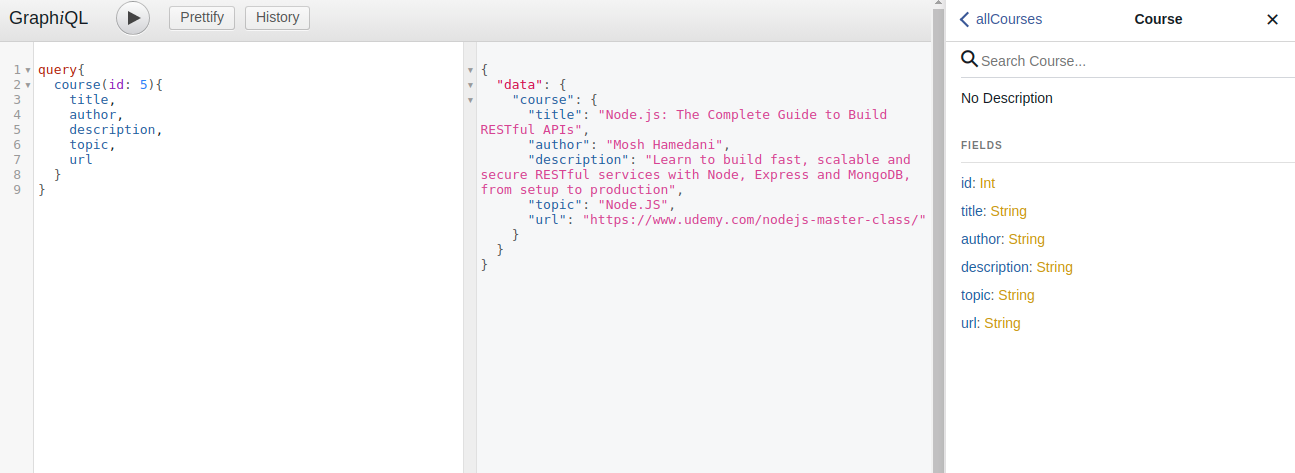 GraphiQL Prettify History
1 query{
2 course(id: 5){
3 title,
4 author,
5 description,
6 topic,
7 url
8 }
9 }
{
"data": {
"course": {
"title": "Node.js: The Complete Guide to Build
RESTful APIs",
"author": "Mosh Hamedani",
"description": "Learn to build fast, scalable and
secure RESTful services with Node, Express and MongoDB,
from setup to production",
"topic": "Node.JS",
"url": "https://www.udemy.com/nodejs-master-class/"
}
}
}
allCourses Course
Search Course...
No Description
FIELDS
id: Int
title: String
author: String
description: String
topic: String
url: String